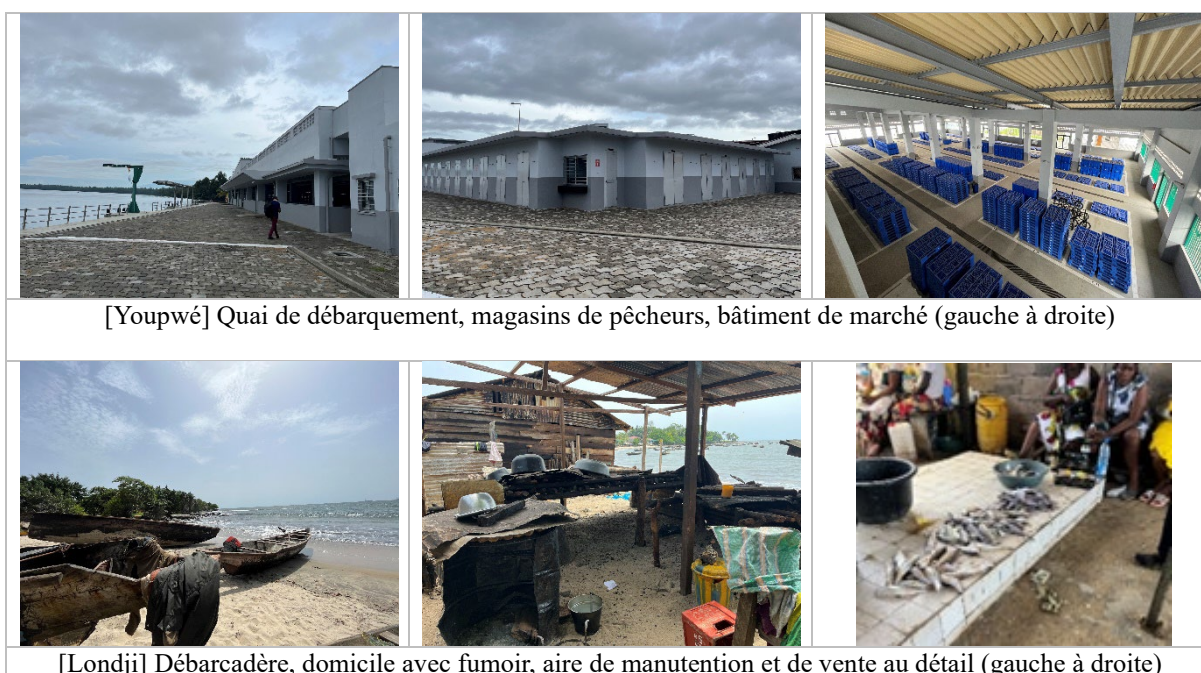 [Youpwé] Quai de débarquement, magasins de pêcheurs, bâtiment de marché (gauche à droite)
[Londji] Débarcadère, domicile avec fumoir, aire de manutention et de vente au détail (gauche à droite)